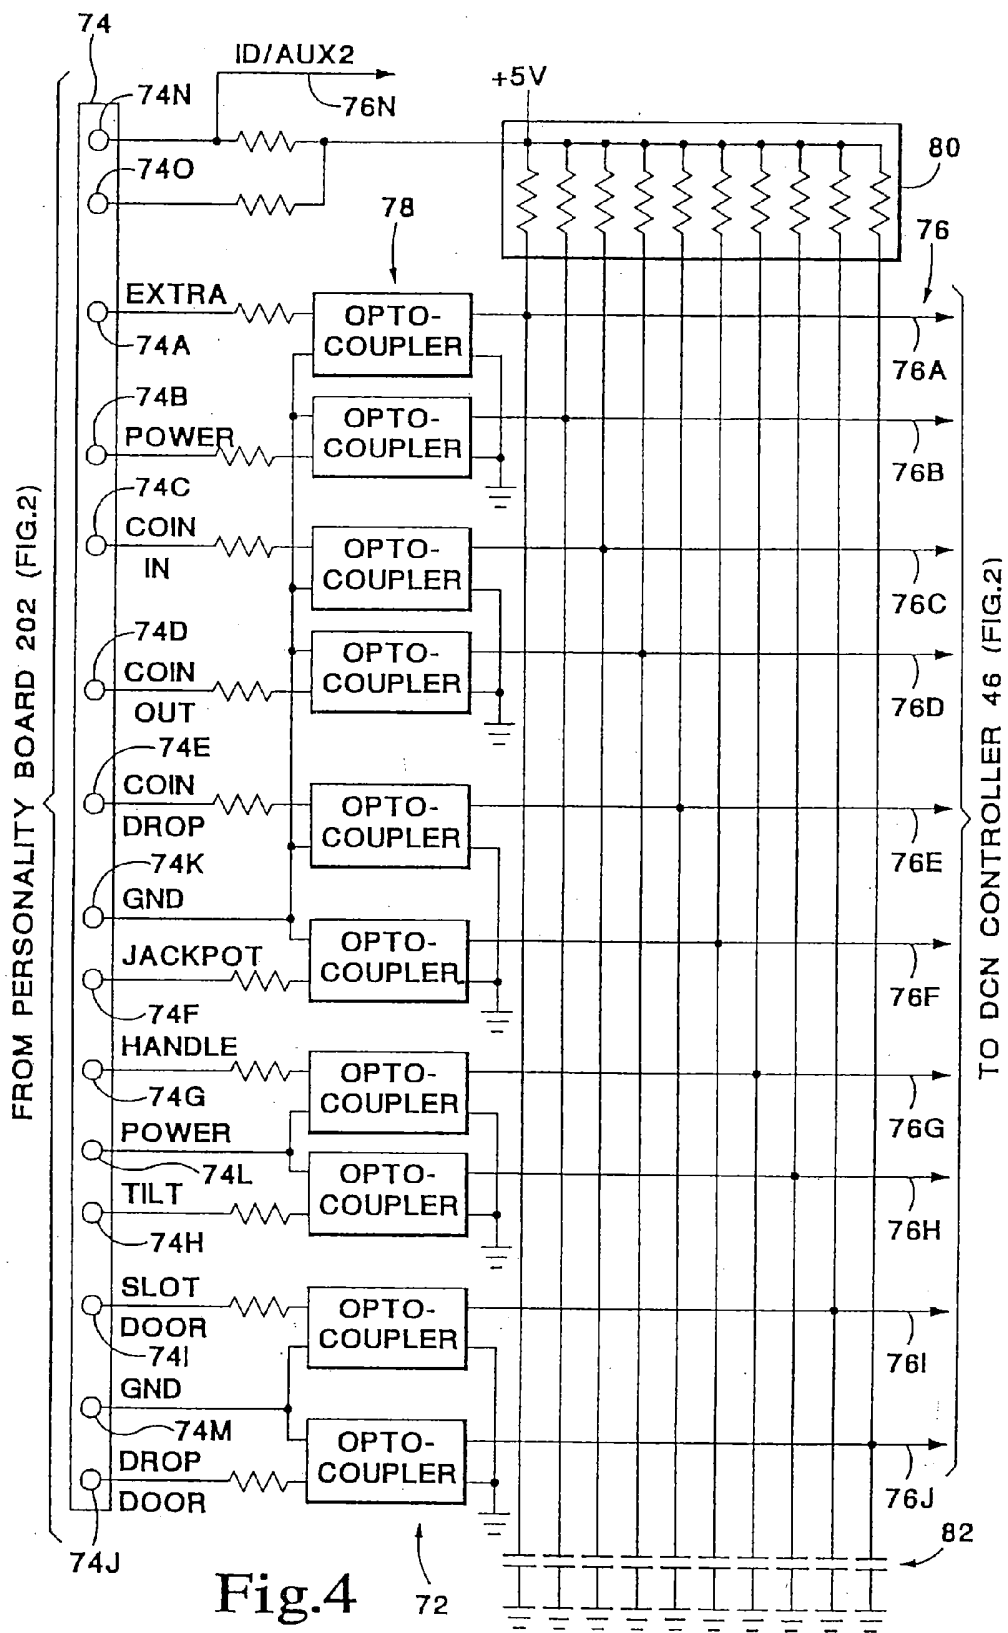 74
ID/AUX2
74N
76N
+5V
74O
80
78
76
EXTRA
OPTO-
COUPLER
74A
76A
74B
POWER
OPTO-
COUPLER
76B
74C
COIN
IN
OPTO-
COUPLER
76C
74D
COIN
OUT
OPTO-
COUPLER
76D
74E
COIN
DROP
OPTO-
COUPLER
76E
74K
GND
JACKPOT
OPTO-
COUPLER
74F
76F
HANDLE
OPTO-
COUPLER
74G
76G
POWER
74L
TILT
OPTO-
COUPLER
74H
76H
SLOT
DOOR
OPTO-
COUPLER
74I
76I
GND
74M
DROP
DOOR
OPTO-
COUPLER
74J
76J
82
72
FROM PERSONALITY BOARD 202 (FIG.2)
TO DCN CONTROLLER 46 (FIG.2)
Fig.4